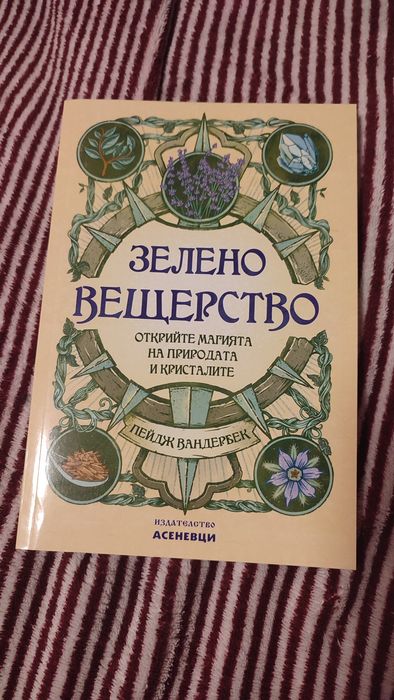 ЗЕЛЕНО
ВЕЩЕРСТВО
ОТКРИЙТЕ МАГИЯТА
НА ПРИРОДАТА
И КРИСТАЛИТЕ
ПЕЙДЖ ВАНДЕРБЕК
ИЗДАТЕЛСТВО
АСЕНЕВЦИ